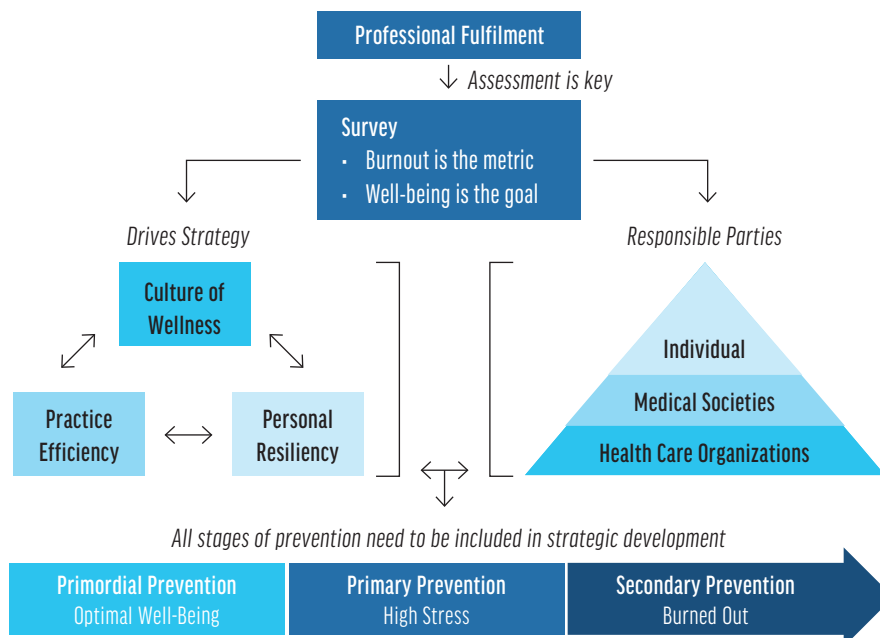 Professional Fulfilment
Assessment is key
Survey
· Burnout is the metric
· Well-being is the goal
Drives Strategy
Culture of
Wellness
Practice
Efficiency
Personal
Resiliency
Responsible Parties
Individual
Medical Societies
Health Care Organizations
All stages of prevention need to be included in strategic development
Primordial Prevention
Optimal Well-Being
Primary Prevention
High Stress
Secondary Prevention
Burned Out